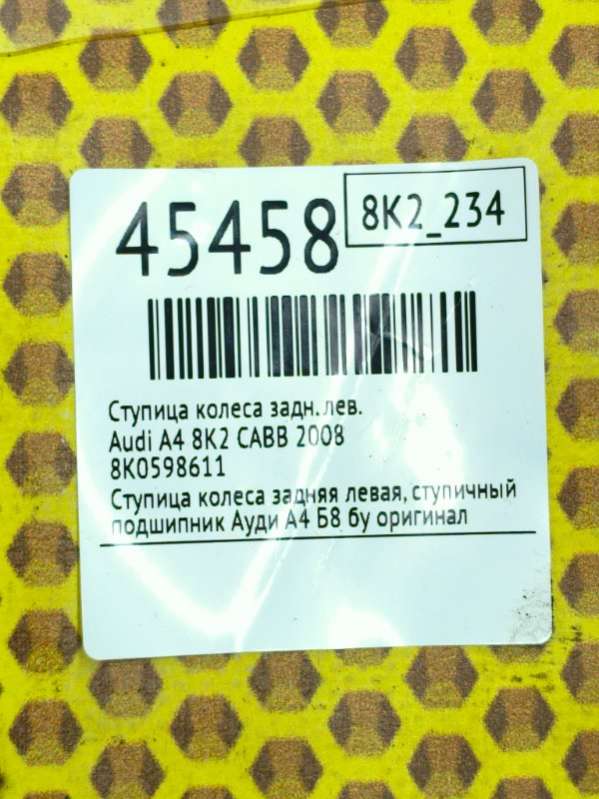 45458
8K2_234
Ступица колеса задн. лев.
Audi A4 8K2 CABB 2008
8K0598611
Ступица колеса задняя левая, ступичный
подшипник Ауди А4 Б8 бу оригинал